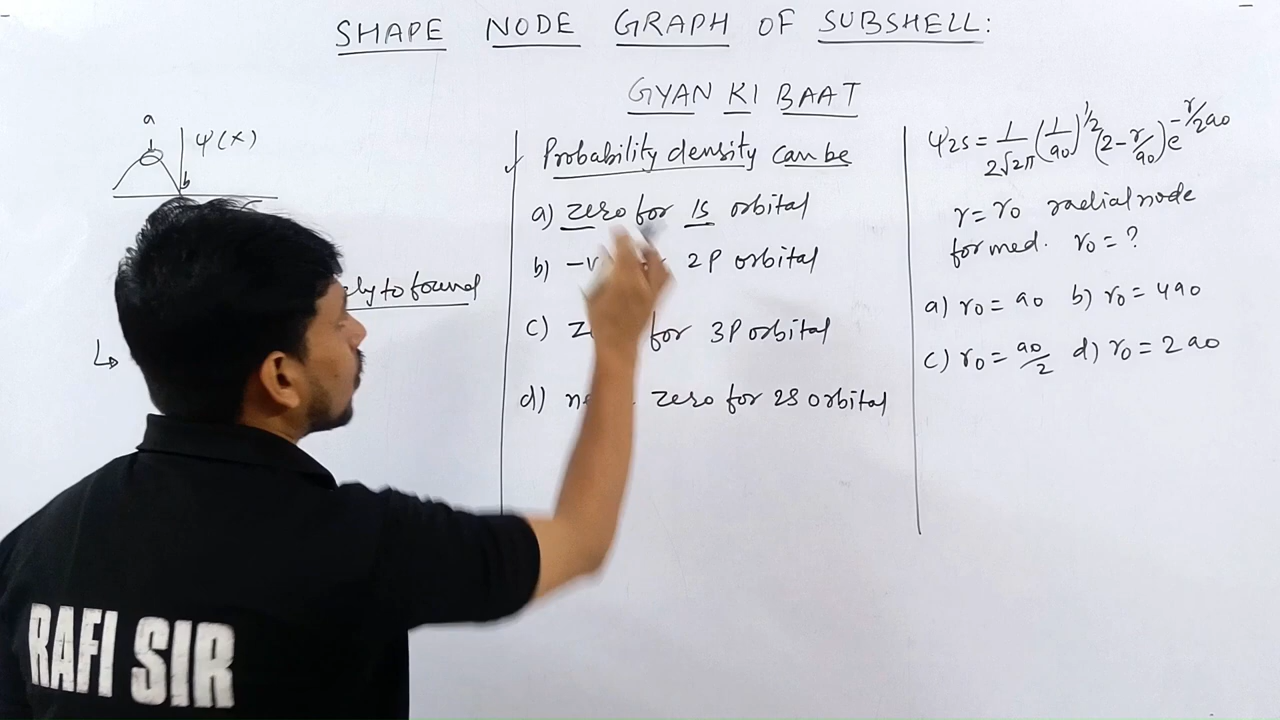 SHAPE NODE GRAPH OF SUBSHELL:
GYAN KI BAAT
a
ψ(x)
b
to found
Probability density can be
a) zero for 1s orbital
b) 2P orbital
c) for 3P orbital
d) zero for 2s orbital
ψ2s = 1/2√2π (1/a0)^1/2 (2 - r/a0) e^-r/2a0
r = r0 radial node
formed. r0 = ?
a) r0 = a0 b) r0 = 4a0
c) r0 = a0/2 d) r0 = 2a0
RAFI SIR